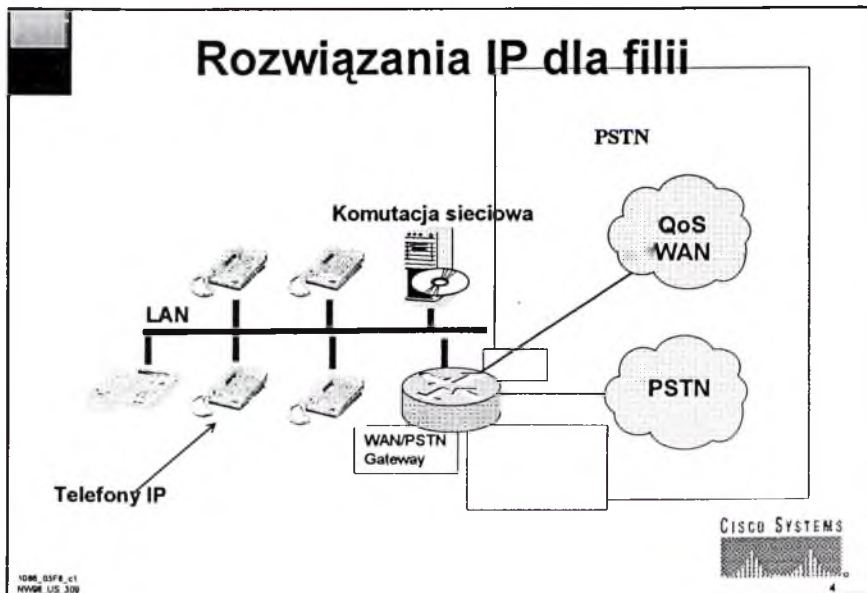 Rozwiązania IP dla filii
PSTN
Komutacja sieciowa
QoS
WAN
LAN
PSTN
WAN/PSTN
Gateway
Telefony IP
CISCO SYSTEMS
NW98_US_309
4